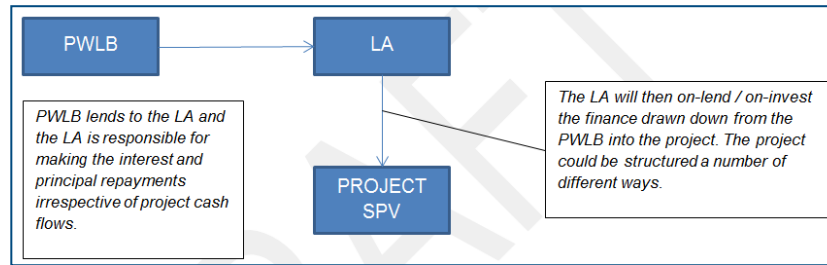 PWLB
LA
PWLB lends to the LA and
the LA is responsible for
making the interest and
principal repayments
irrespective of project cash
flows.
The LA will then on-lend / on-invest
the finance drawn down from the
PWLB into the project. The project
could be structured a number of
different ways.
PROJECT
SPV